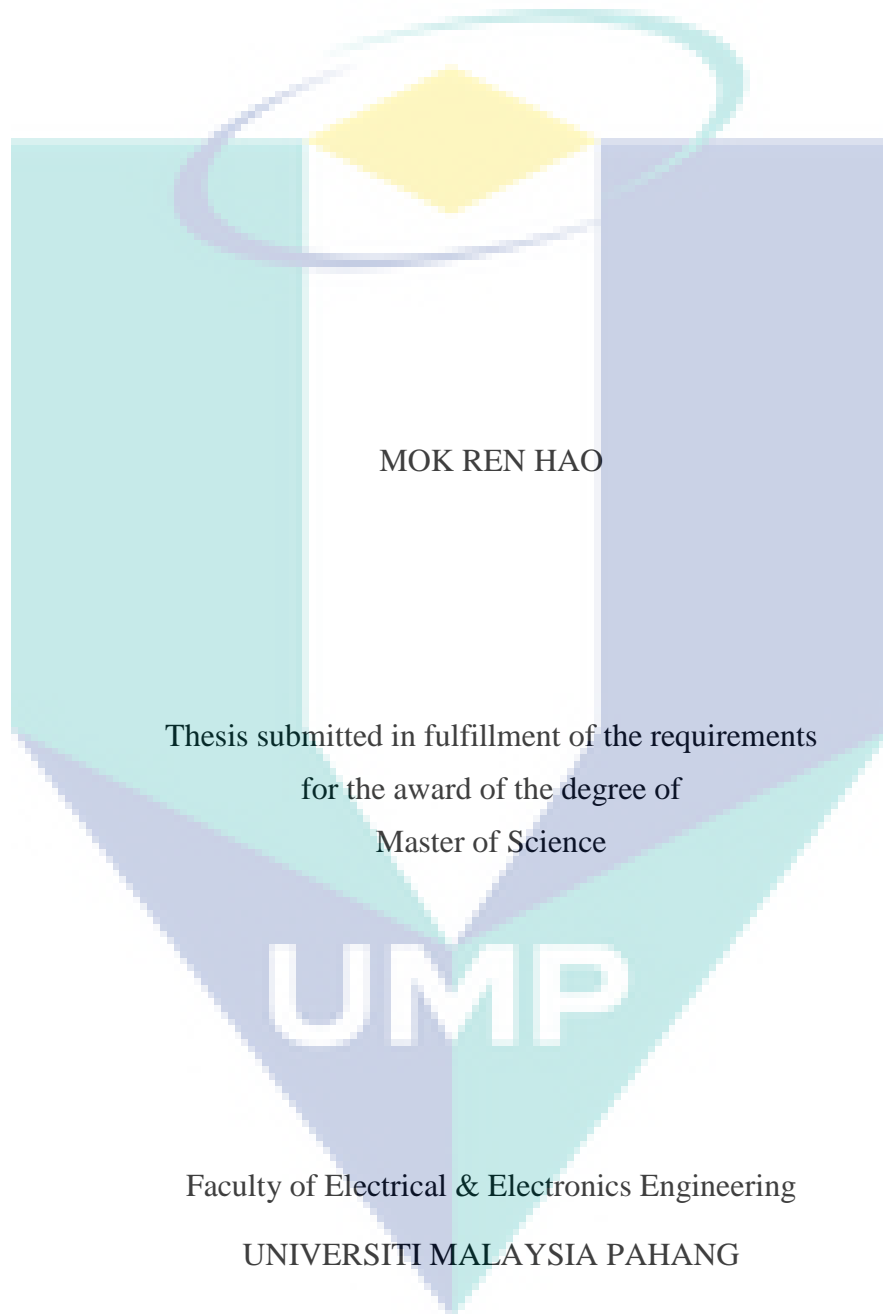 MOK REN HAO
Thesis submitted in fulfillment of the requirements
for the award of the degree of
Master of Science
UMP
Faculty of Electrical & Electronics Engineering
UNIVERSITI MALAYSIA PAHANG